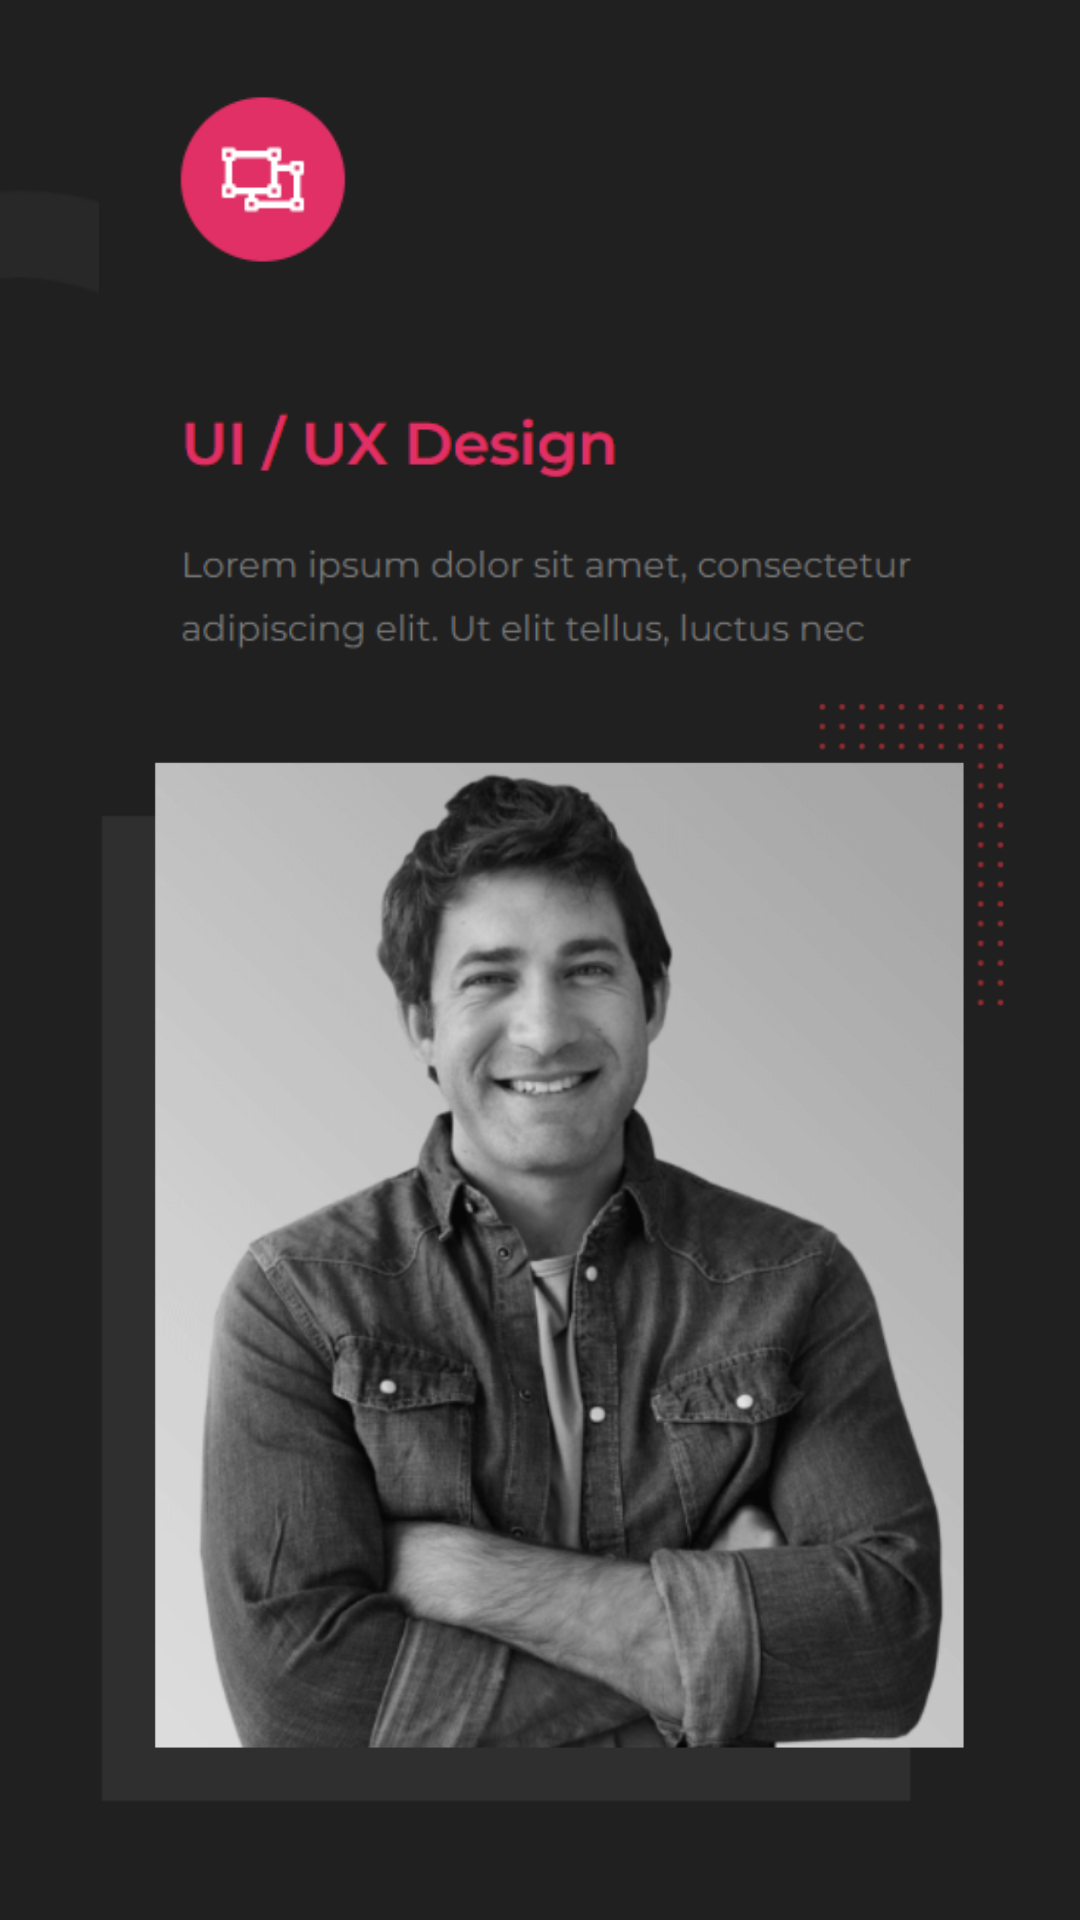 UI / UX Design
Lorem ipsum dolor sit amet, consectetur
adipiscing elit. Ut elit tellus, luctus nec